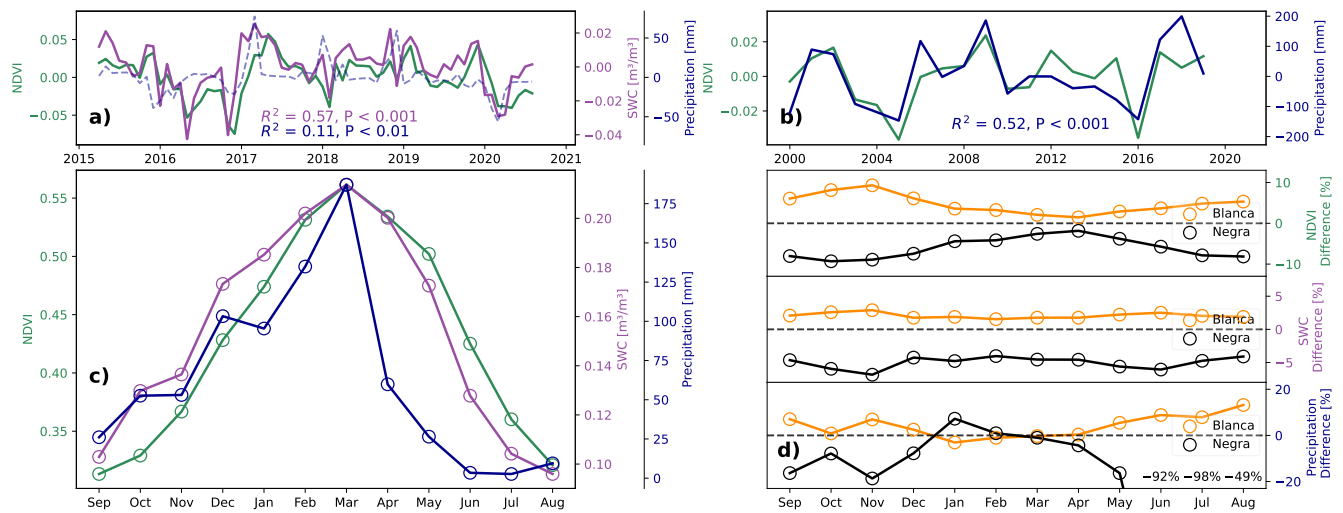 NDVI
0.05
0.00
−0.05
a)
R² = 0.57, P < 0.001
R² = 0.11, P < 0.01
0.02
0.00
−0.02
−0.04
SWC [m³/m³]
50
0
−50
Precipitation [mm]
2015 2016 2017 2018 2019 2020 2021
NDVI
0.02
0.00
−0.02
b)
R² = 0.52, P < 0.001
200
100
0
−100
−200
Precipitation [mm]
2000 2004 2008 2012 2016 2020
NDVI
0.55
0.50
0.45
0.40
0.35
c)
0.20
0.18
0.16
0.14
0.12
0.10
SWC [m³/m³]
175
150
125
100
75
50
25
0
Precipitation [mm]
Sep Oct Nov Dec Jan Feb Mar Apr May Jun Jul Aug
Blanca
Negra
10
0
−10
NDVI
Difference [%]
Blanca
Negra
5
0
−5
SWC
Difference [%]
Blanca
Negra
d)
−92% −98% −49%
20
0
−20
Precipitation
Difference [%]
Sep Oct Nov Dec Jan Feb Mar Apr May Jun Jul Aug